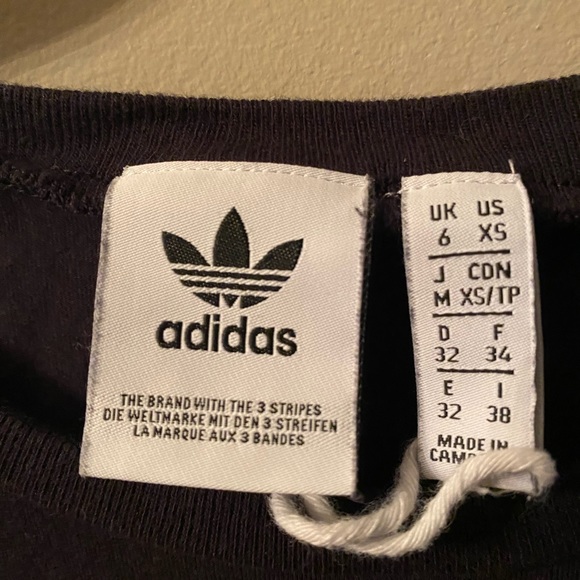 adidas
THE BRAND WITH THE 3 STRIPES
DIE WELTMARKE MIT DEN 3 STREIFEN
LA MARQUE AUX 3 BANDES
UK US
6 XS
J CDN
M XS/TP
D F
32 34
E I
32 38
MADE IN